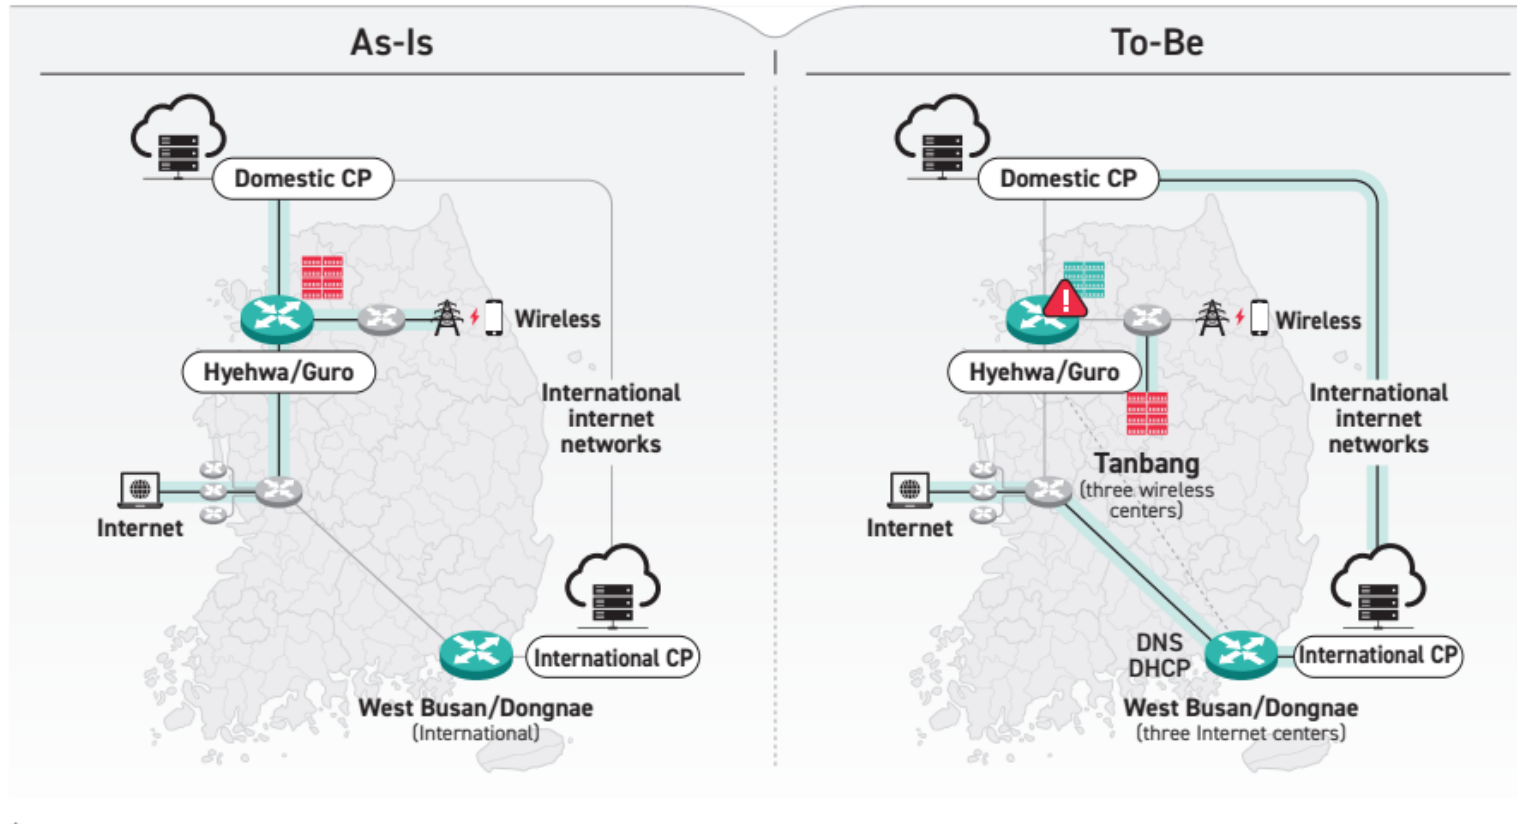 As-Is
Domestic CP
Wireless
Hyehwa/Guro
International
internet
networks
Internet
International CP
West Busan/Dongnae
(International)
To-Be
Domestic CP
!
Wireless
Hyehwa/Guro
International
internet
networks
Tanbang
(three wireless
centers)
Internet
DNS
DHCP
International CP
West Busan/Dongnae
(three Internet centers)